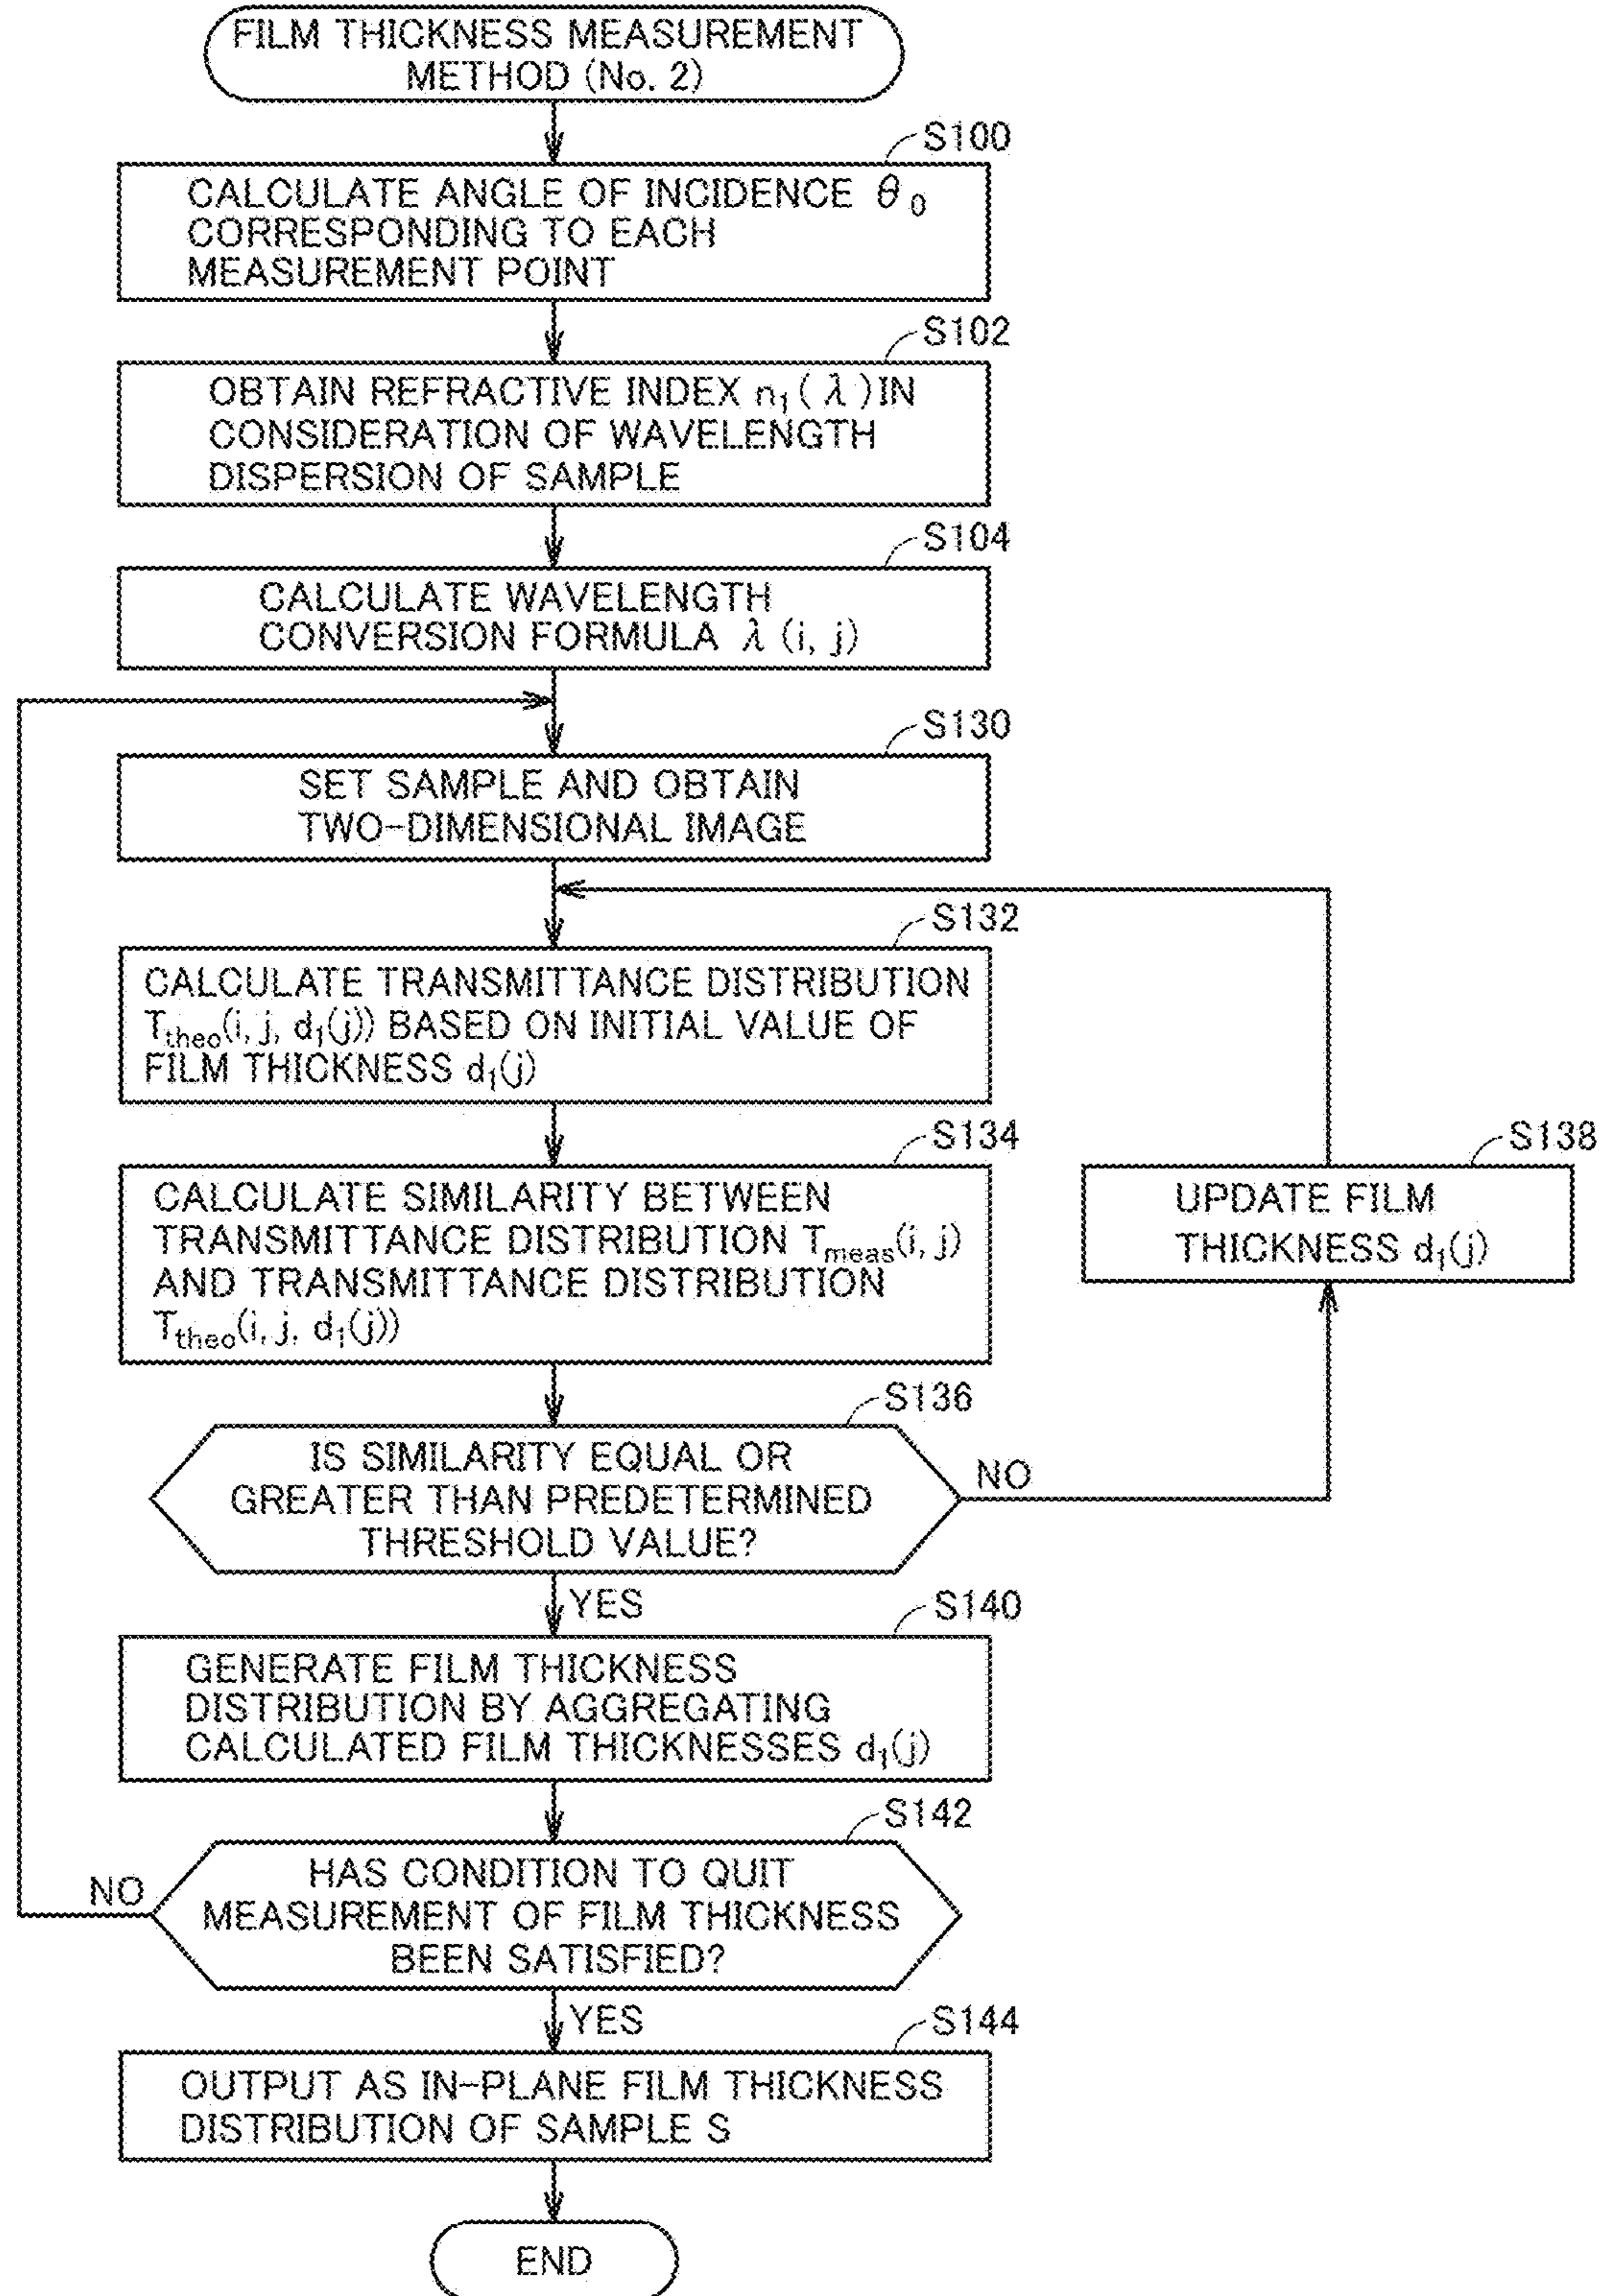 FILM THICKNESS MEASUREMENT
METHOD (No. 2)
S100
CALCULATE ANGLE OF INCIDENCE θ₀
CORRESPONDING TO EACH
MEASUREMENT POINT
S102
OBTAIN REFRACTIVE INDEX n₁(λ) IN
CONSIDERATION OF WAVELENGTH
DISPERSION OF SAMPLE
S104
CALCULATE WAVELENGTH
CONVERSION FORMULA λ (i, j)
S130
SET SAMPLE AND OBTAIN
TWO-DIMENSIONAL IMAGE
S132
CALCULATE TRANSMITTANCE DISTRIBUTION
Ttheo(i, j, d₁(j)) BASED ON INITIAL VALUE OF
FILM THICKNESS d₁(j)
S134
CALCULATE SIMILARITY BETWEEN
TRANSMITTANCE DISTRIBUTION Tmeas(i, j)
AND TRANSMITTANCE DISTRIBUTION
Ttheo(i, j, d₁(j))
S138
UPDATE FILM
THICKNESS d₁(j)
S136
IS SIMILARITY EQUAL OR
GREATER THAN PREDETERMINED
THRESHOLD VALUE?
NO
YES
S140
GENERATE FILM THICKNESS
DISTRIBUTION BY AGGREGATING
CALCULATED FILM THICKNESSES d₁(j)
S142
HAS CONDITION TO QUIT
MEASUREMENT OF FILM THICKNESS
BEEN SATISFIED?
NO
YES
S144
OUTPUT AS IN-PLANE FILM THICKNESS
DISTRIBUTION OF SAMPLE S
END